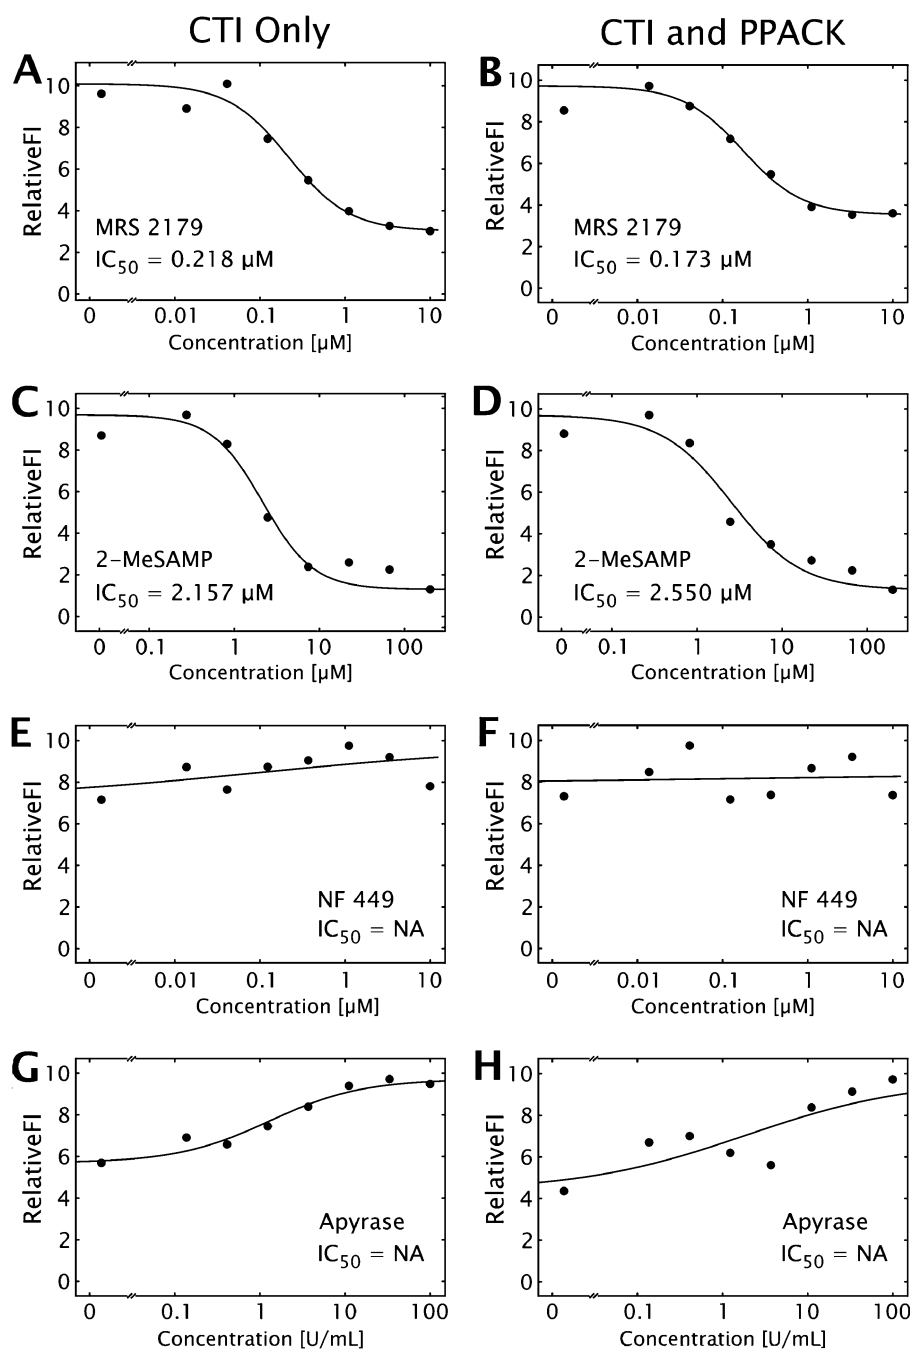 CTI Only
CTI and PPACK
A
RelativeFI
10
8
6
4
2
0
MRS 2179
IC50 = 0.218 µM
0 0.01 0.1 1 10
Concentration [µM]
B
RelativeFI
10
8
6
4
2
0
MRS 2179
IC50 = 0.173 µM
0 0.01 0.1 1 10
Concentration [µM]
C
RelativeFI
10
8
6
4
2
0
2-MeSAMP
IC50 = 2.157 µM
0 0.1 1 10 100
Concentration [µM]
D
RelativeFI
10
8
6
4
2
0
2-MeSAMP
IC50 = 2.550 µM
0 0.1 1 10 100
Concentration [µM]
E
RelativeFI
10
8
6
4
2
0
NF 449
IC50 = NA
0 0.01 0.1 1 10
Concentration [µM]
F
RelativeFI
10
8
6
4
2
0
NF 449
IC50 = NA
0 0.01 0.1 1 10
Concentration [µM]
G
RelativeFI
10
8
6
4
2
0
Apyrase
IC50 = NA
0 0.1 1 10 100
Concentration [U/mL]
H
RelativeFI
10
8
6
4
2
0
Apyrase
IC50 = NA
0 0.1 1 10 100
Concentration [U/mL]